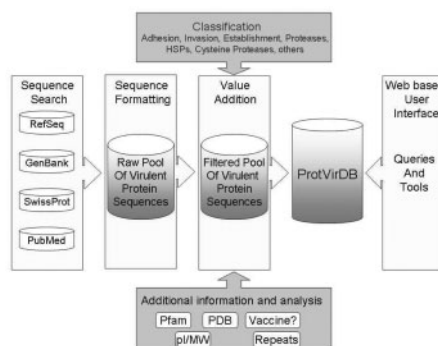 Classification
Adhesion, Invasion, Establishment, Proteases,
HSPs, Cysteine Proteases, others
Sequence
Search
RefSeq
GenBank
SwissProt
PubMed
Sequence
Formatting
Raw Pool
Of Virulent
Protein
Sequences
Value
Addition
Filtered Pool
Of Virulent
Protein
Sequences
ProtVirDB
Web base
User
Interface
Queries
And
Tools
Additional information and analysis
Pfam PDB Vaccine?
pI/MW Repeats